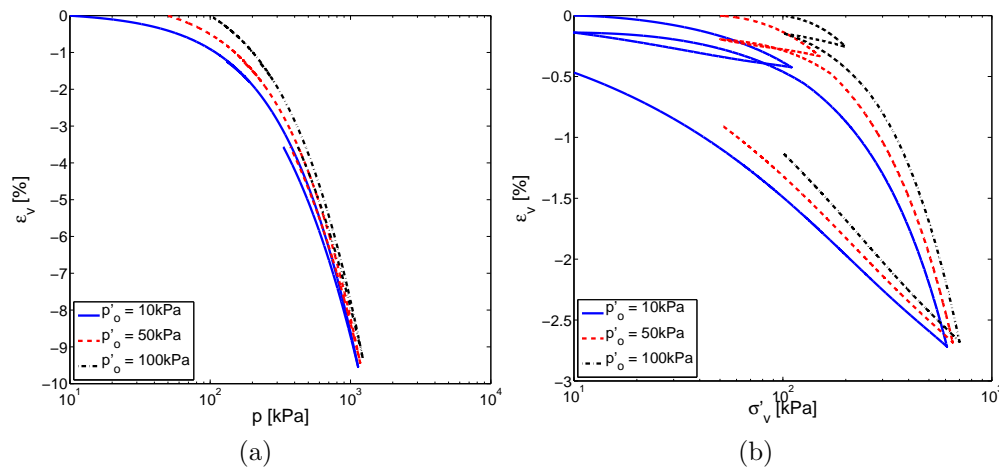 0
−1
−2
−3
−4
−5
−6
−7
−8
−9
−10
ε_v [%]
10^1
10^2
10^3
10^4
p [kPa]
p'_o = 10kPa
p'_o = 50kPa
p'_o = 100kPa
(a)
0
−0.5
−1
−1.5
−2
−2.5
−3
ε_v [%]
10^1
10^2
10^3
σ'_v [kPa]
p'_o = 10kPa
p'_o = 50kPa
p'_o = 100kPa
(b)